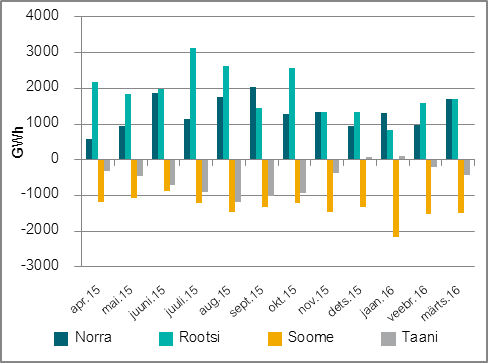 4000
3000
2000
1000
0
-1000
-2000
-3000
GWh
apr.15
mai.15
juuni.15
juuli.15
aug.15
sept.15
okt.15
nov.15
dets.15
jaan.16
veebr.16
märts.16
Norra
Rootsi
Soome
Taani